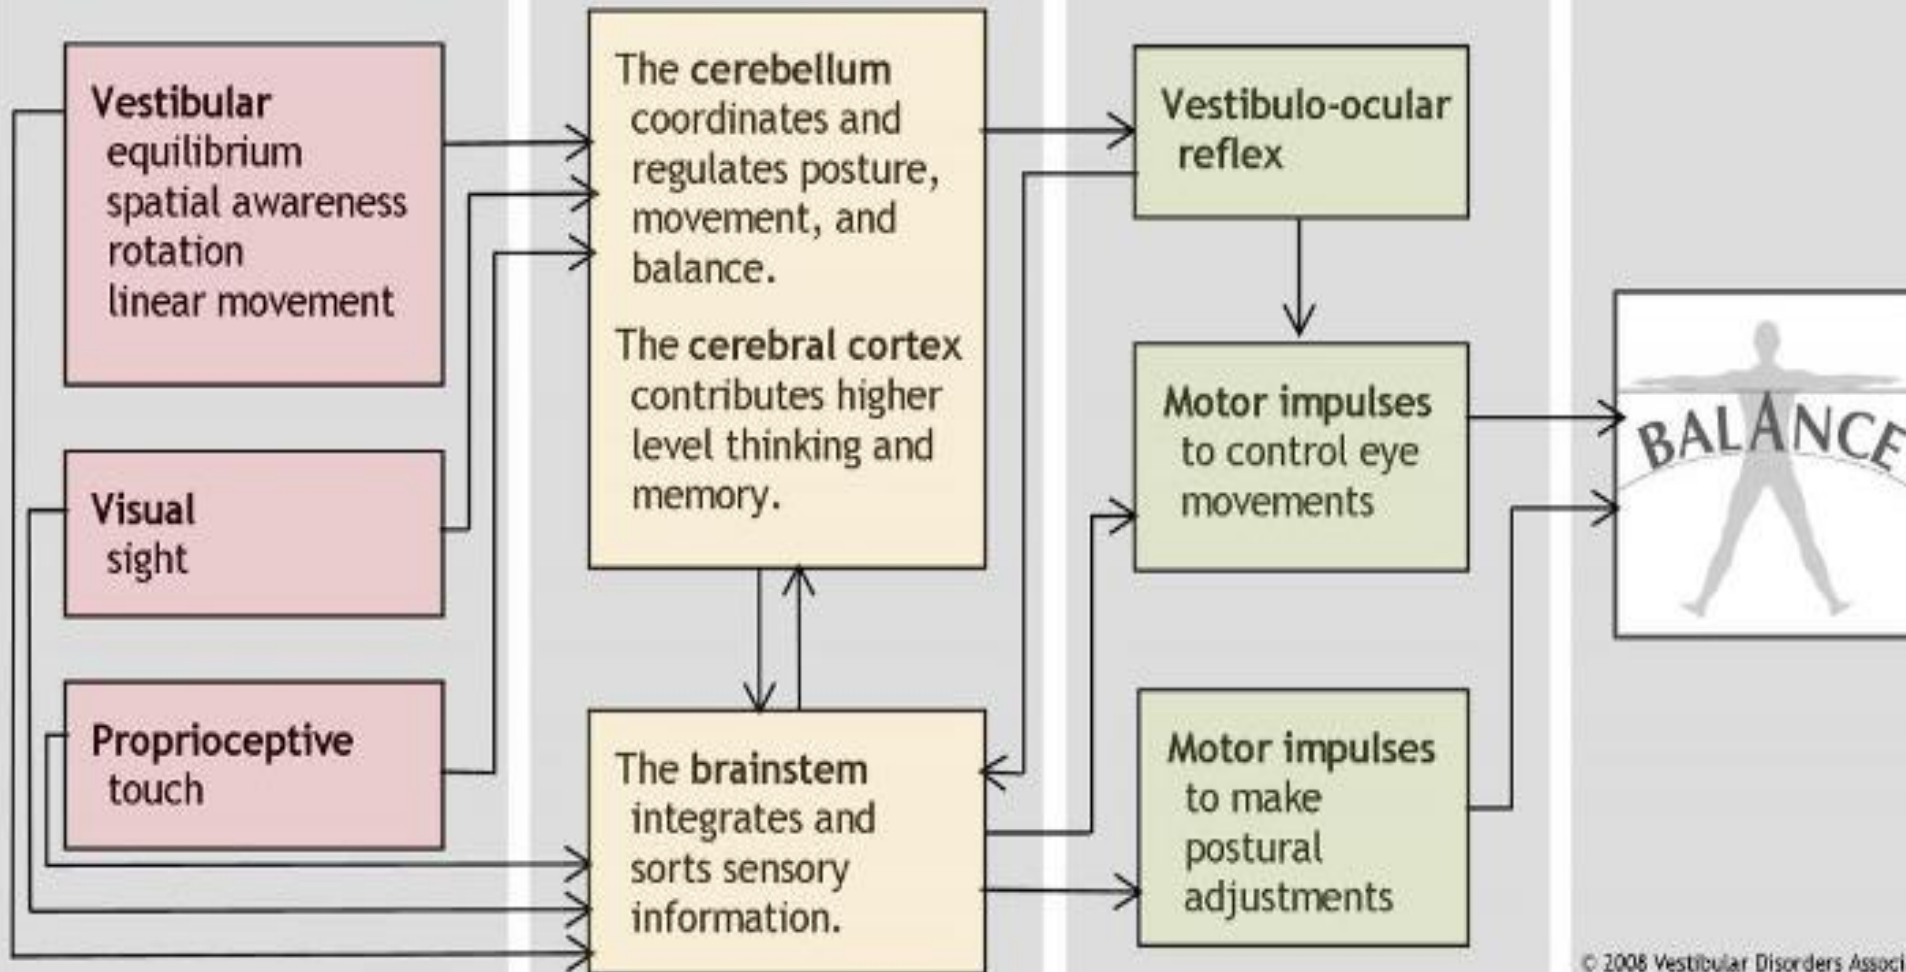 Vestibular
equilibrium
spatial awareness
rotation
linear movement
Visual
sight
Proprioceptive
touch
The cerebellum
coordinates and
regulates posture,
movement, and
balance.
The cerebral cortex
contributes higher
level thinking and
memory.
The brainstem
integrates and
sorts sensory
information.
Vestibulo-ocular
reflex
Motor impulses
to control eye
movements
Motor impulses
to make
postural
adjustments
BALANCE
© 2008 Vestibular Disorders Associ